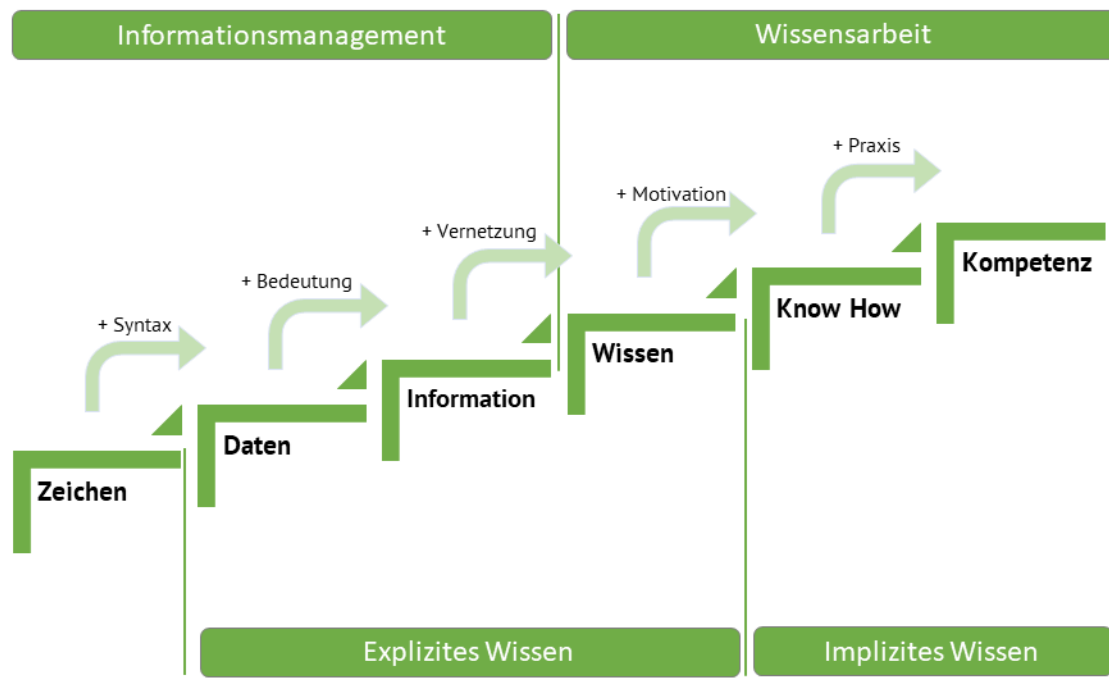 Informationsmanagement
Wissensarbeit
+ Praxis
+ Motivation
+ Vernetzung
+ Bedeutung
+ Syntax
Kompetenz
Know How
Wissen
Information
Daten
Zeichen
Explizites Wissen
Implizites Wissen